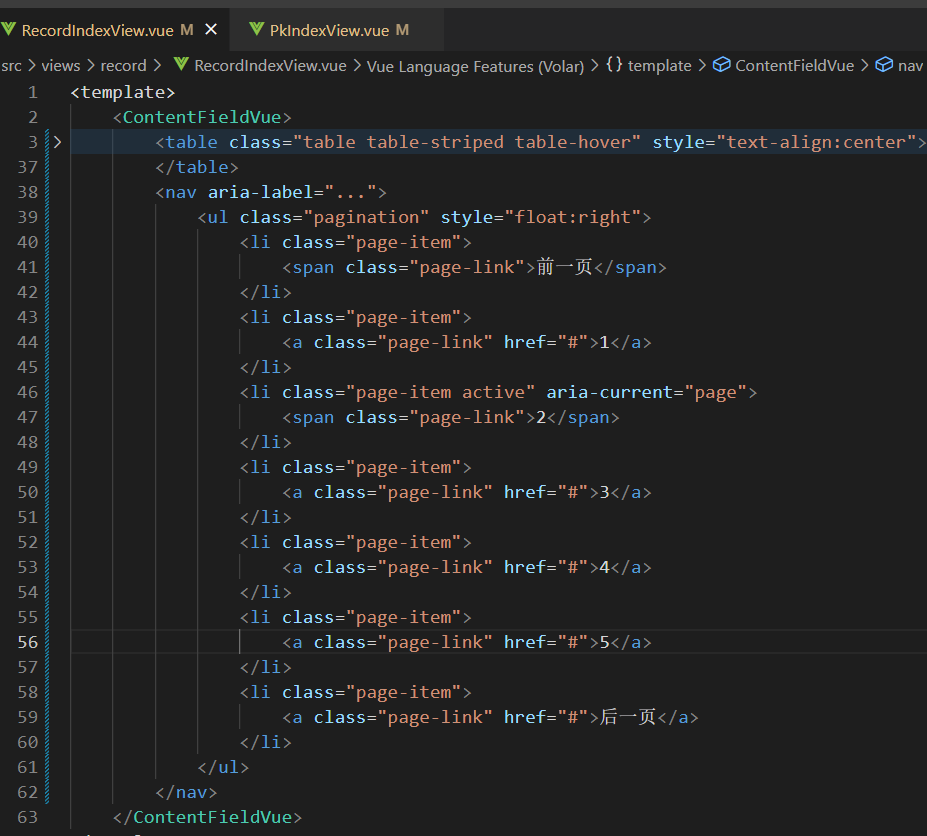 RecordIndexView.vue M × PkIndexView.vue M
src > views > record > RecordIndexView.vue > Vue Language Features (Volar) > {} template > ContentFieldVue > nav
1 <template>
2 <ContentFieldVue>
3 > <table class="table table-striped table-hover" style="text-align:center">
37 </table>
38 <nav aria-label="...">
39 <ul class="pagination" style="float:right">
40 <li class="page-item">
41 <span class="page-link">前一页</span>
42 </li>
43 <li class="page-item">
44 <a class="page-link" href="#">1</a>
45 </li>
46 <li class="page-item active" aria-current="page">
47 <span class="page-link">2</span>
48 </li>
49 <li class="page-item">
50 <a class="page-link" href="#">3</a>
51 </li>
52 <li class="page-item">
53 <a class="page-link" href="#">4</a>
54 </li>
55 <li class="page-item">
56 <a class="page-link" href="#">5</a>
57 </li>
58 <li class="page-item">
59 <a class="page-link" href="#">后一页</a>
60 </li>
61 </ul>
62 </nav>
63 </ContentFieldVue>